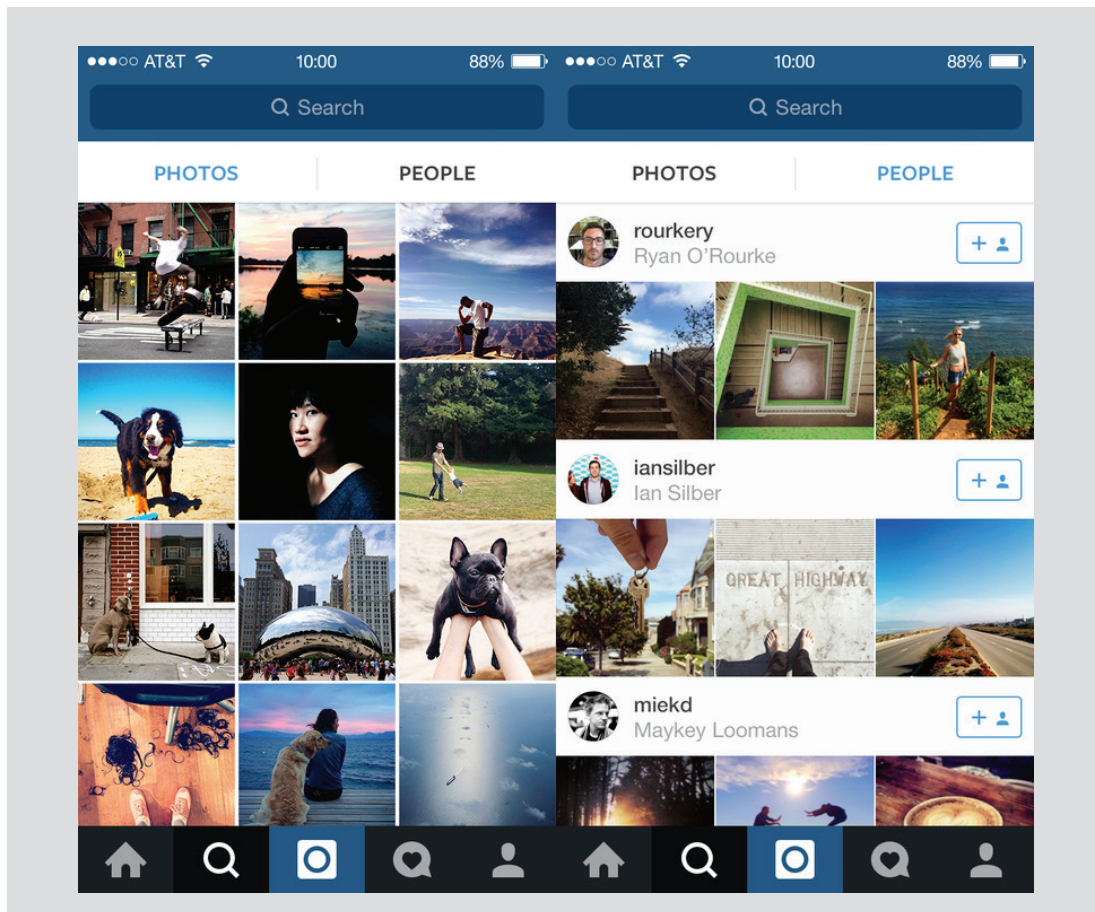 AT&T 10:00 88%
Search
PHOTOS PEOPLE
AT&T 10:00 88%
Search
PHOTOS PEOPLE
rourkery
Ryan O’Rourke
iansilber
Ian Silber
GREAT HIGHWAY
miekd
Maykey Loomans